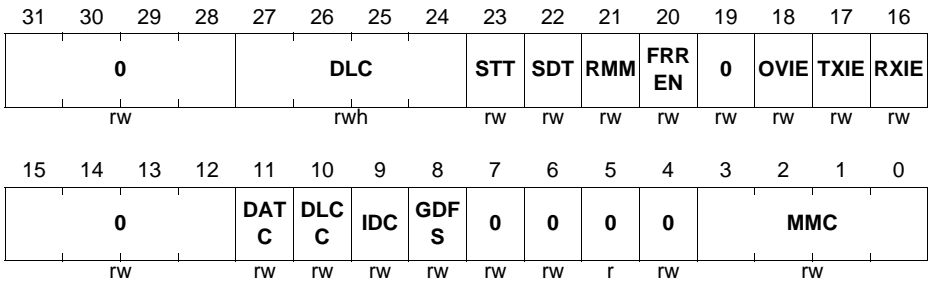 31 30 29 28 27 26 25 24 23 22 21 20 19 18 17 16
0 DLC STT SDT RMM FRR EN 0 OVIE TXIE RXIE
rw rwh rw rw rw rw rw rw rw rw
15 14 13 12 11 10 9 8 7 6 5 4 3 2 1 0
0 DAT C DLC C IDC GDF S 0 0 0 0 MMC
rw rw rw rw rw rw rw r rw rw